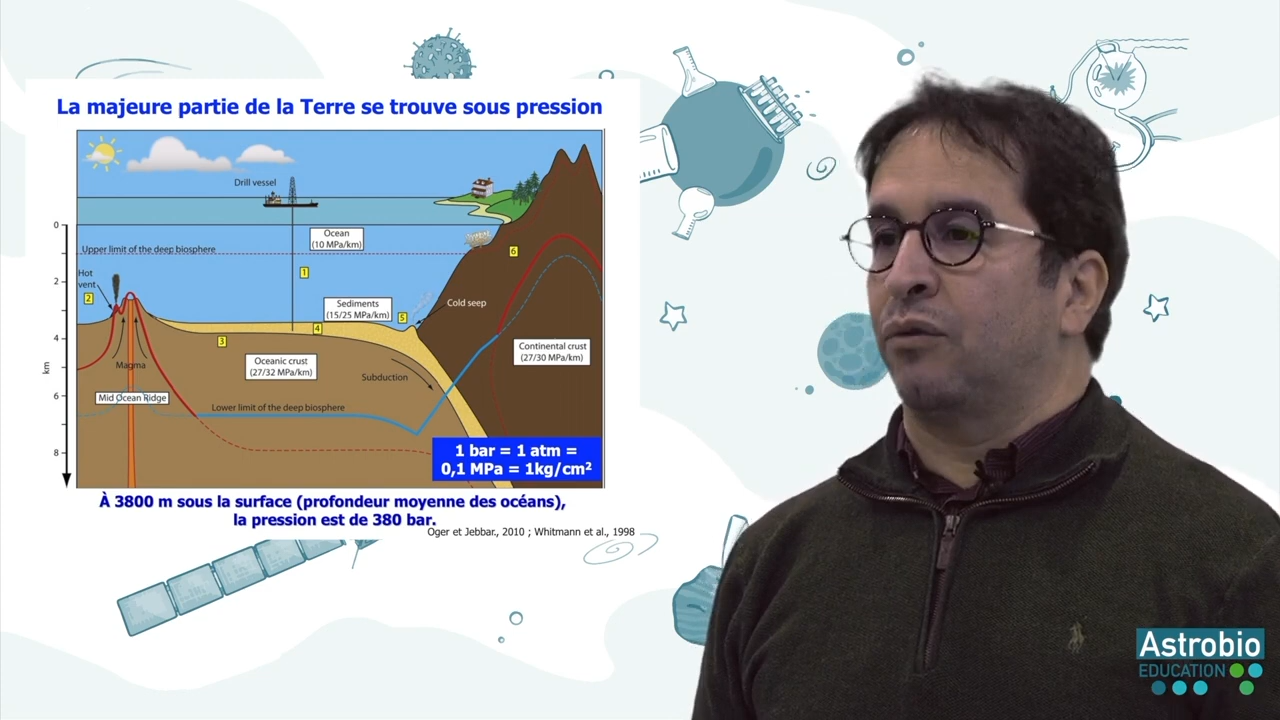 La majeure partie de la Terre se trouve sous pression
Drill vessel
0
Ocean
(10 MPa/km)
Upper limit of the deep biosphere
6
1
Hot
vent
2
2
Sediments
(15/25 MPa/km)
Cold seep
5
4
4
3
Oceanic crust
(27/32 MPa/km)
Continental crust
(27/30 MPa/km)
Magma
Subduction
km
6
Mid Ocean Ridge
Lower limit of the deep biosphere
8
1 bar = 1 atm =
0,1 MPa = 1kg/cm²
À 3800 m sous la surface (profondeur moyenne des océans),
la pression est de 380 bar.
Oger et Jebbar., 2010 ; Whitmann et al., 1998
Astrobio
EDUCATION